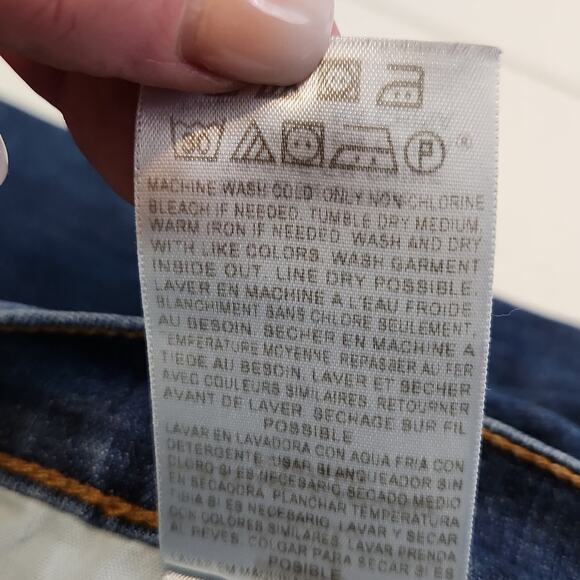 30 P ®
MACHINE WASH COLD. ONLY NON-CHLORINE
BLEACH IF NEEDED. TUMBLE DRY MEDIUM.
WARM IRON IF NEEDED. WASH AND DRY
WITH LIKE COLORS. WASH GARMENT
INSIDE OUT. LINE DRY POSSIBLE.
LAVER EN MACHINE A L'EAU FROIDE.
BLANCHIMENT SANS CHLORE SEULEMENT,
AU BESOIN. SECHER EN MACHINE A
TEMPERATURE MOYENNE. REPASSER AU FER
TIEDE AU BESOIN. LAVER ET SECHER
AVEC COULEURS SIMILAIRES. RETOURNER
AVANT DE LAVER. SECHAGE SUR FIL
POSSIBLE.
LAVAR EN LAVADORA CON AGUA FRIA CON
DETERGENTE. USAR BLANQUEADOR SIN
CLORO SI ES NECESARIO. SECADO MEDIO
EN SECADORA. PLANCHAR TEMPERATURA
TIBIA SI ES NECESARIO. LAVAR Y SECAR
CON COLORES SIMILARES. LAVAR PRENDA
AL REVES. COLGAR PARA SECAR SI ES
POSIBLE.
LAVAR EN